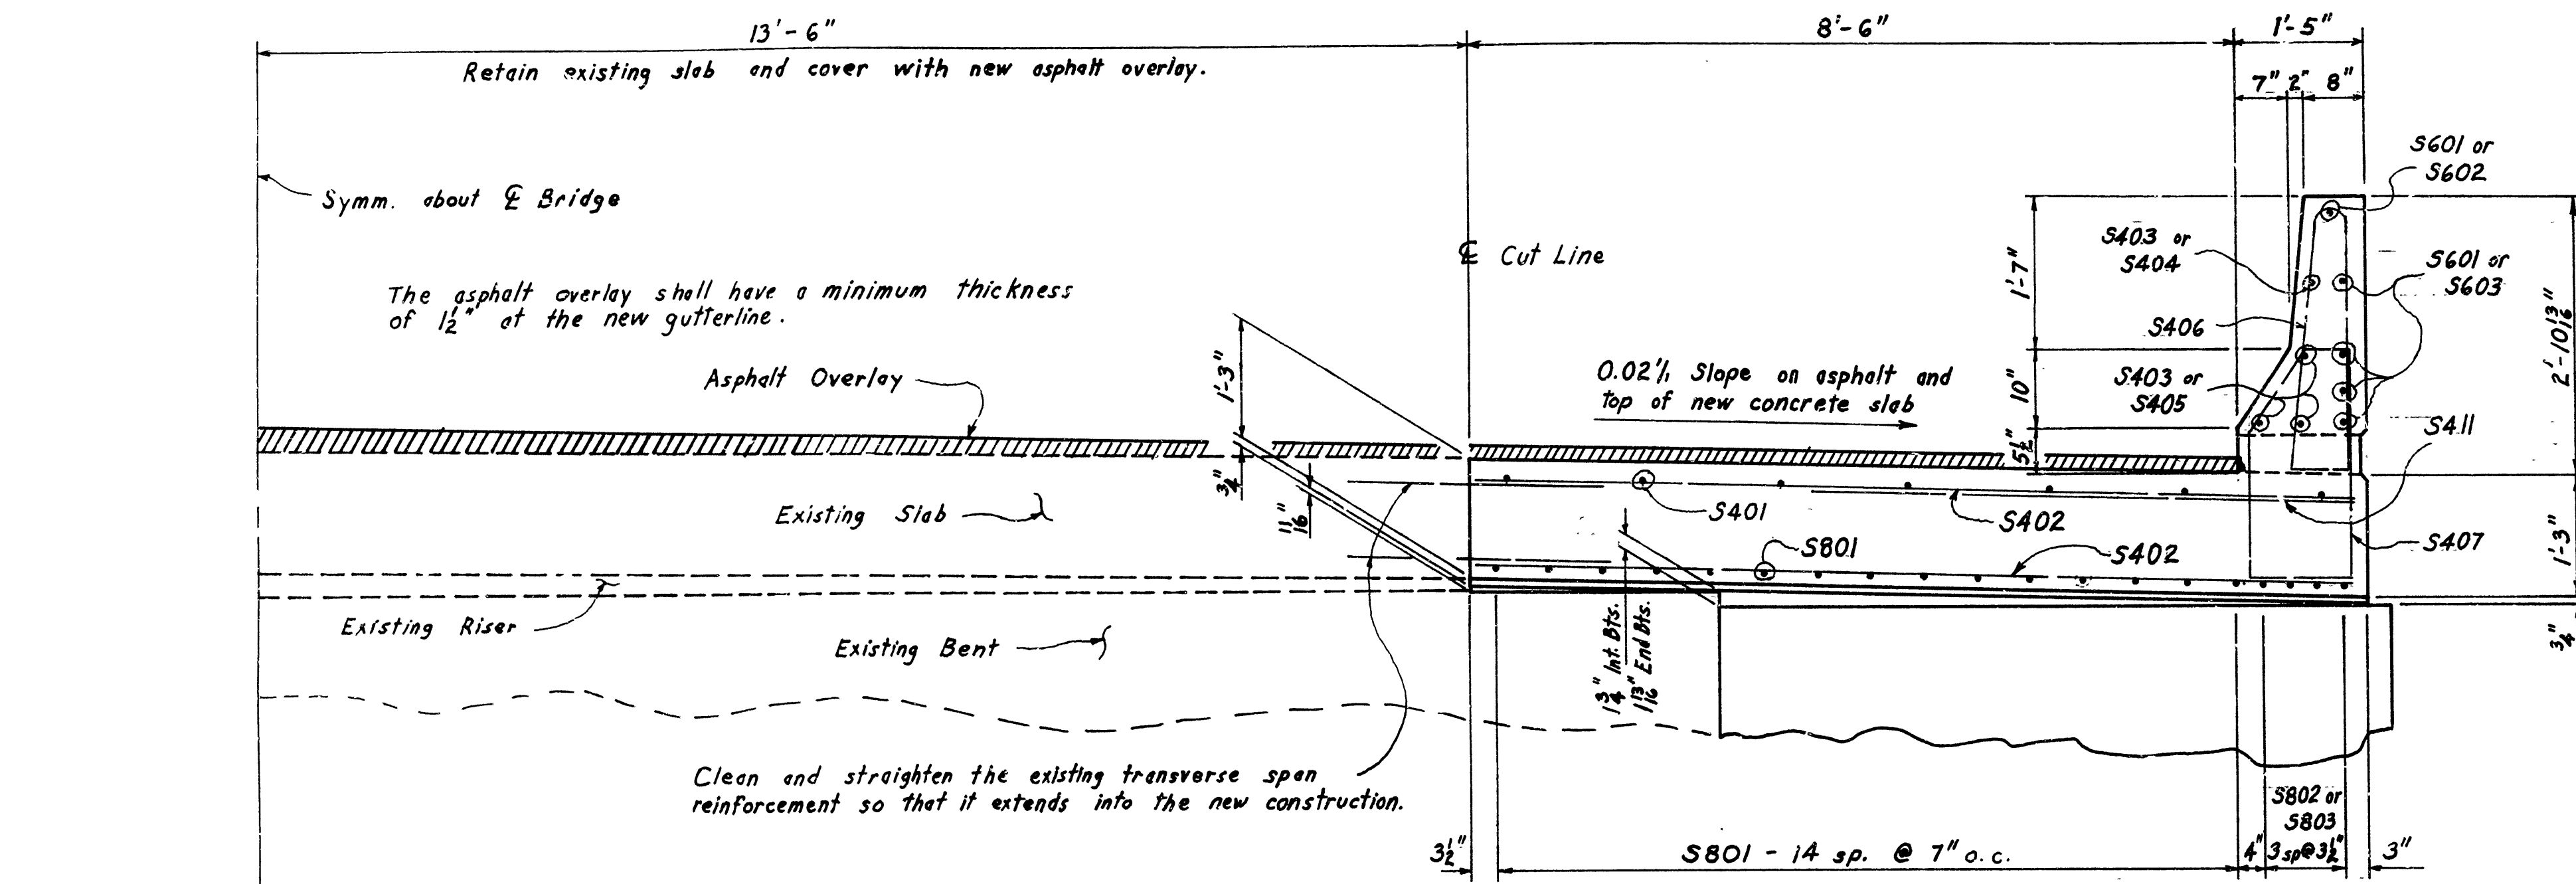 13'-6"
8'-6"
1'-5"
Retain existing slab and cover with new asphalt overlay.
7" 2" 8"
S601 or
S602
Symm. about ℄ Bridge
S403 or
S404
℄ Cut Line
S601 or
S603
1'-7"
The asphalt overlay shall have a minimum thickness
of 1½" at the new gutterline.
S406
2'-10 13/16"
1'-3"
Asphalt Overlay
0.02'/, Slope on asphalt and
top of new concrete slab
10"
S403 or
S405
S411
5½"
3/4"
11/16"
Existing Slab
S401
S402
S801
S402
S407
1'-3"
Existing Riser
Existing Bent
1 3/4" Int. Bts.
1 13/16" End Bts.
3/4"
Clean and straighten the existing transverse span
reinforcement so that it extends into the new construction.
S802 or
S803
3½"
S801 - 14 sp. @ 7" o.c.
4"
3 sp@3½"
3"